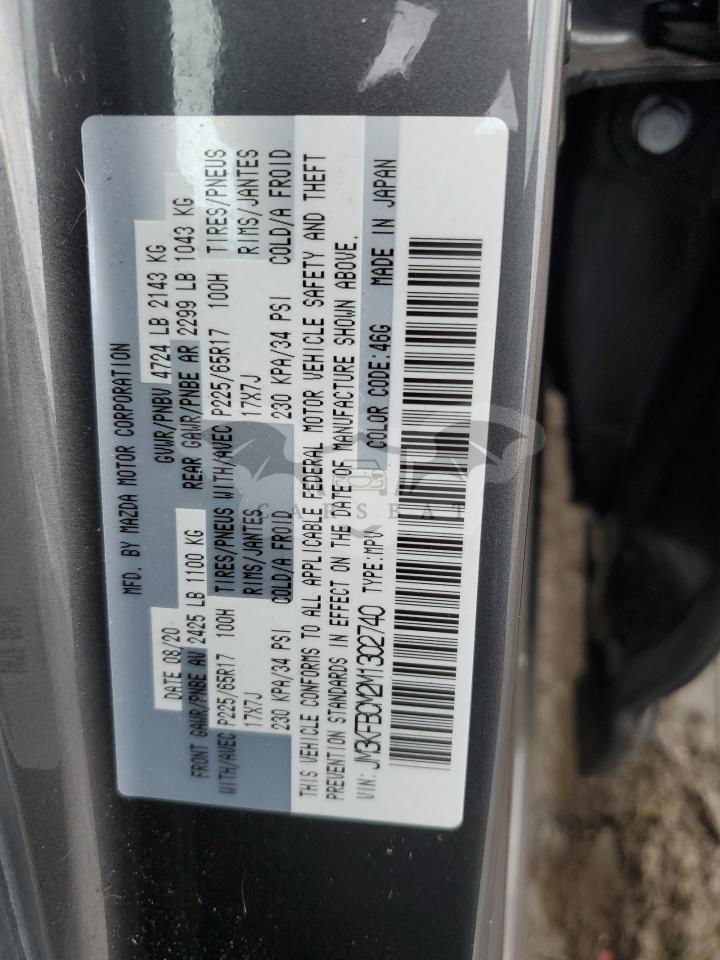 MFD. BY MAZDA MOTOR CORPORATION
DATE 08/20 GVWR/PNBV 4724 LB 2143 KG
FRONT GAWR/PNBE AV 2425 LB 1100 KG REAR GAWR/PNBE AR 2299 LB 1043 KG
WITH/AVEC P225/65R17 100H TIRES/PNEUS WITH/AVEC P225/65R17 100H TIRES/PNEUS
17X7J RIMS/JANTES 17X7J RIMS/JANTES
230 KPA/34 PSI COLD/A FROID 230 KPA/34 PSI COLD/A FROID
THIS VEHICLE CONFORMS TO ALL APPLICABLE FEDERAL MOTOR VEHICLE SAFETY AND THEFT
PREVENTION STANDARDS IN EFFECT ON THE DATE OF MANUFACTURE SHOWN ABOVE.
VIN: JM3KFBCM2M1302740 TYPE:MPV COLOR CODE:46G MADE IN JAPAN
CARSEAT